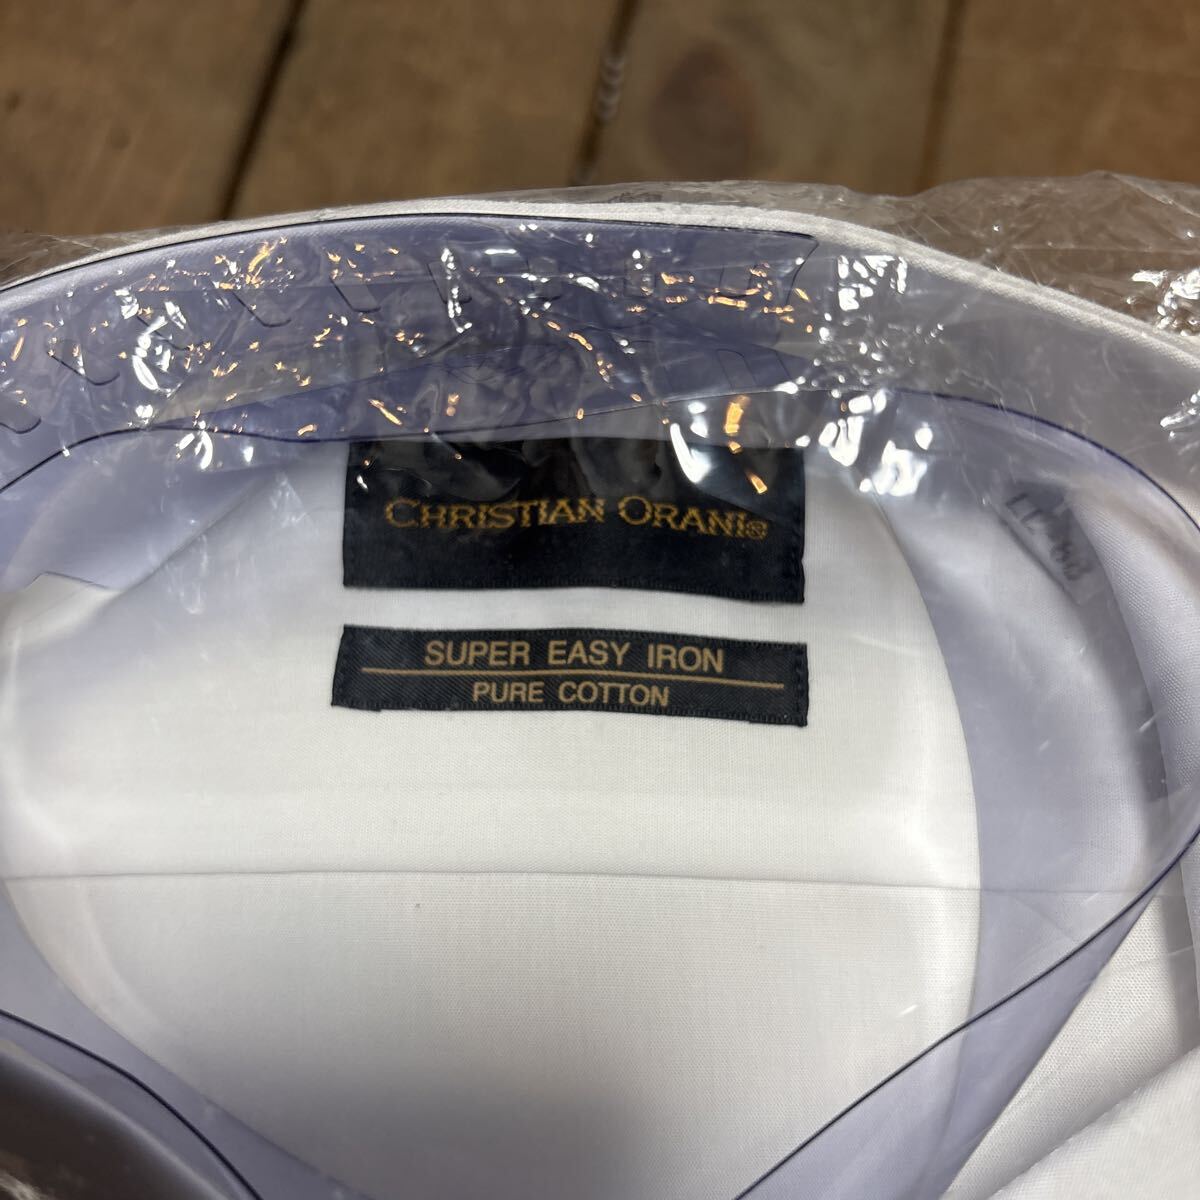 CHRISTIAN ORANI®
SUPER EASY IRON
PURE COTTON